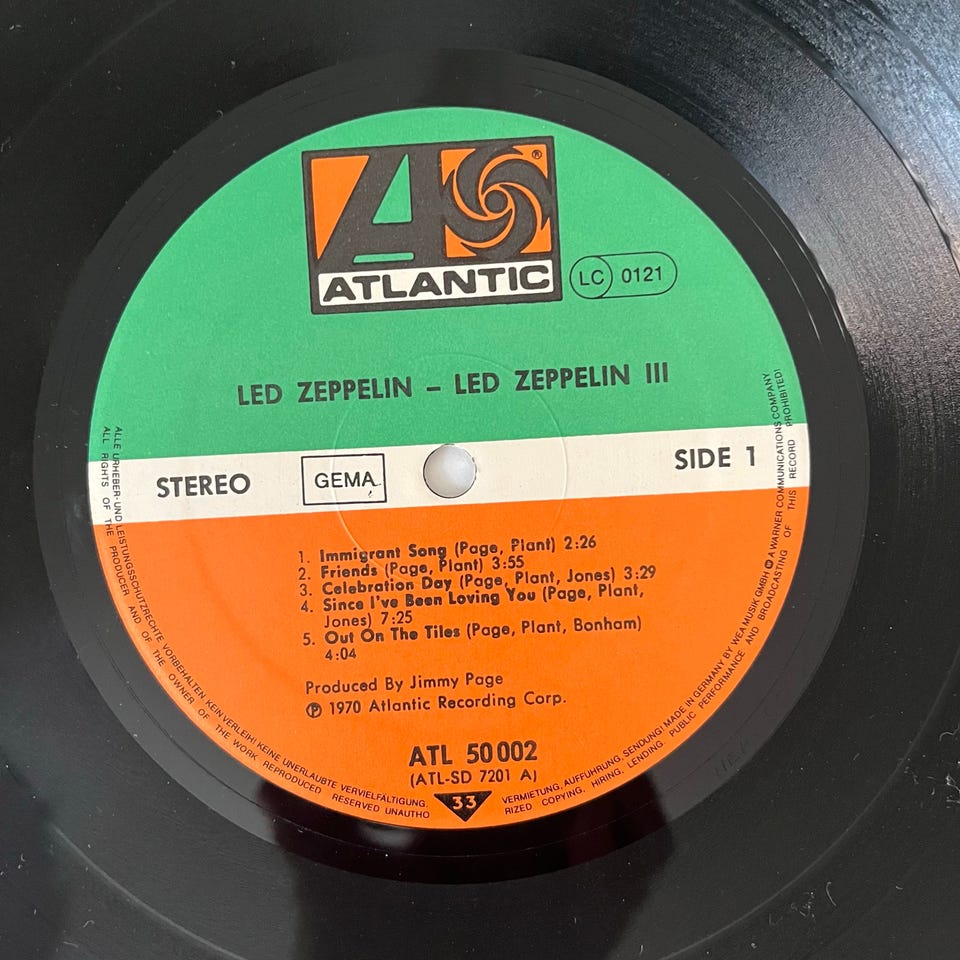 A ®
ATLANTIC
LC 0121
LED ZEPPELIN – LED ZEPPELIN III
STEREO
GEMA
SIDE 1
1. Immigrant Song (Page, Plant) 2:26
2. Friends (Page, Plant) 3:55
3. Celebration Day (Page, Plant, Jones) 3:29
4. Since I've Been Loving You (Page, Plant,
Jones) 7:25
5. Out On The Tiles (Page, Plant, Bonham)
4:04
Produced By Jimmy Page
℗ 1970 Atlantic Recording Corp.
ATL 50 002
(ATL-SD 7201 A)
33
ALLE URHEBER- UND LEISTUNGSSCHUTZRECHTE VORBEHALTEN KEIN VERLEIH! KEINE UNERLAUBTE VERVIELFÄLTIGUNG, VERMIETUNG, AUFFÜHRUNG, SENDUNG! MADE IN GERMANY BY WEA MUSIK GMBH A WARNER COMMUNICATIONS COMPANY
ALL RIGHTS OF THE PRODUCER AND OF THE OWNER OF THE WORK REPRODUCED RESERVED UNAUTHORIZED COPYING, HIRING, LENDING, PUBLIC PERFORMANCE AND BROADCASTING OF THIS RECORD PROHIBITED!